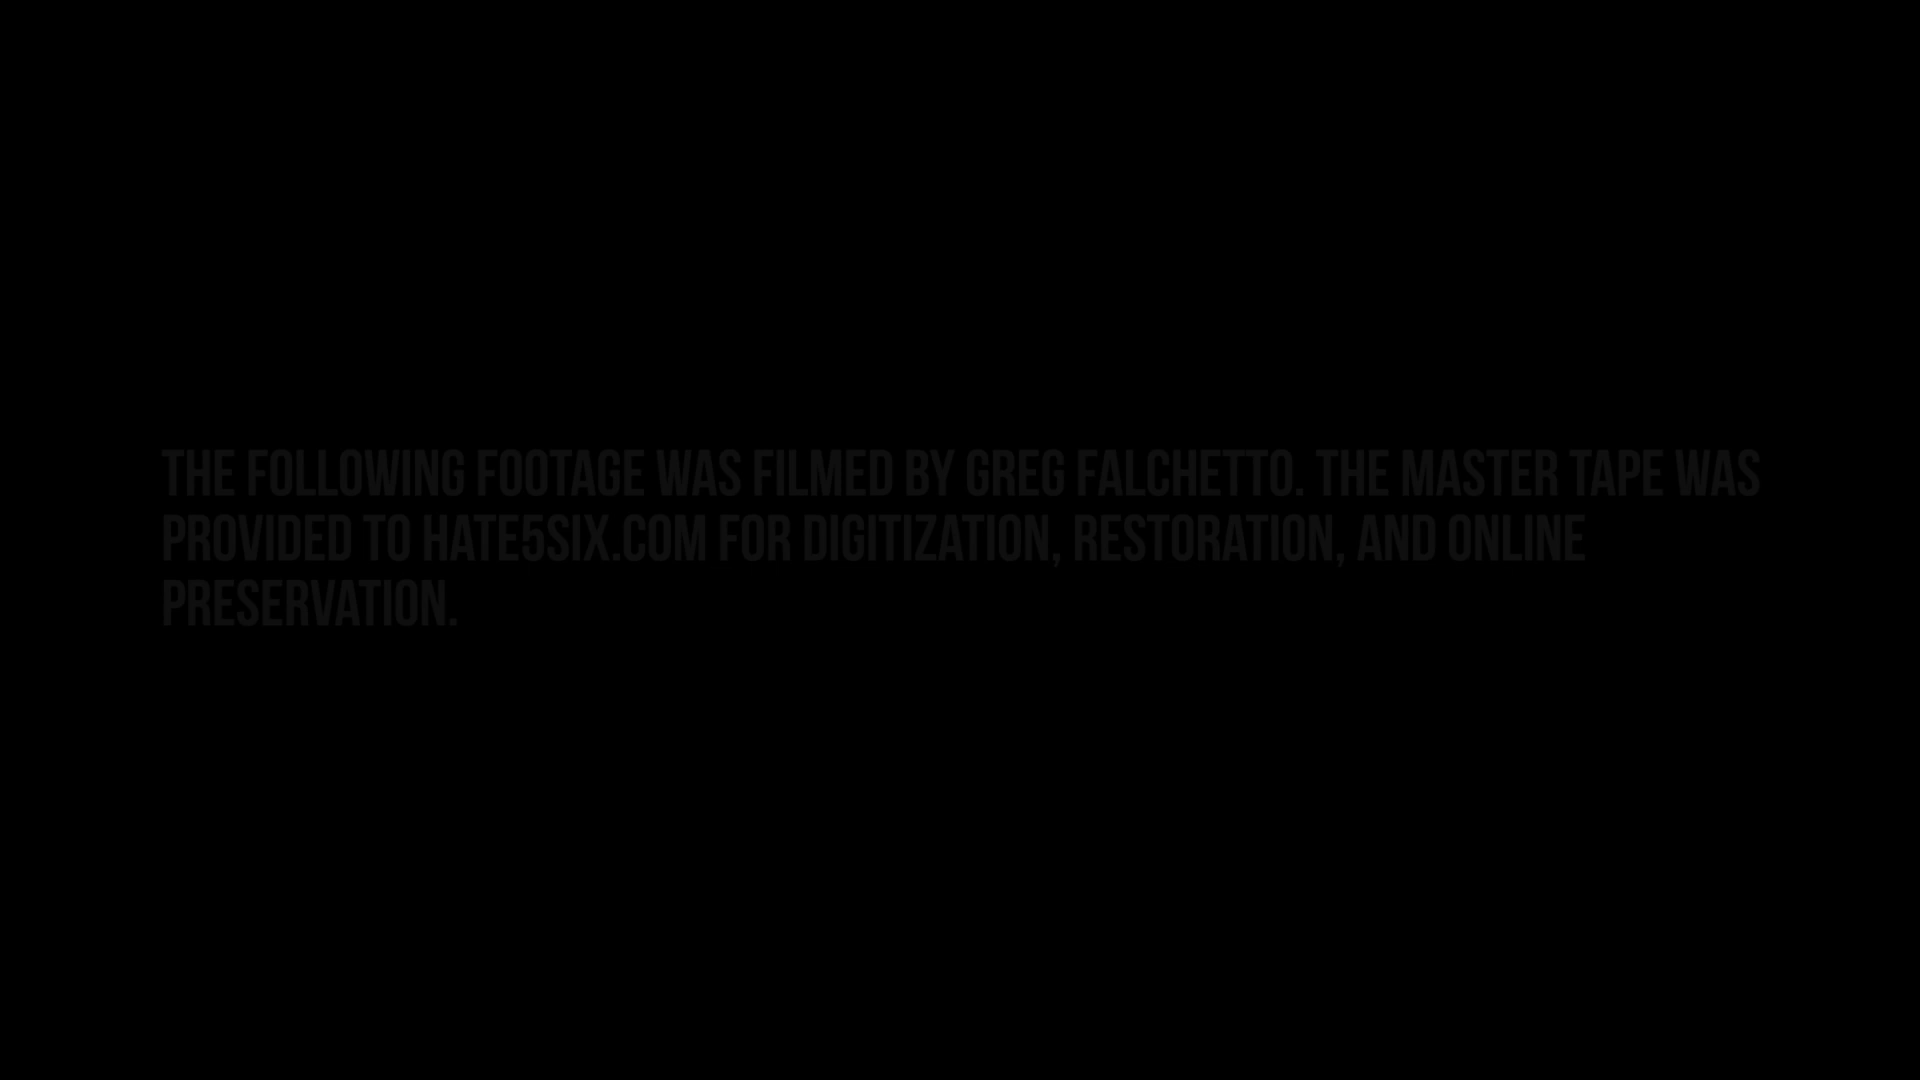 THE FOLLOWING FOOTAGE WAS FILMED BY GREG FALCHETTO. THE MASTER TAPE WAS
PROVIDED TO HATE5SIX.COM FOR DIGITIZATION, RESTORATION, AND ONLINE
PRESERVATION.